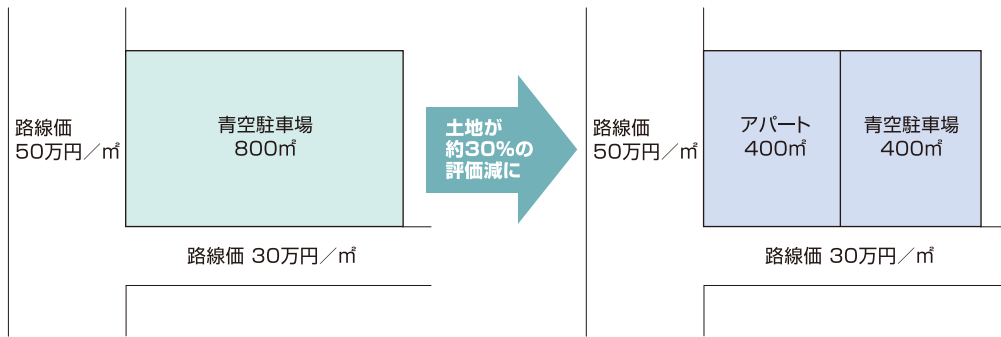 路線価
50万円／㎡
青空駐車場
800㎡
路線価 30万円／㎡
土地が
約30%の
評価減に
路線価
50万円／㎡
アパート
400㎡
青空駐車場
400㎡
路線価 30万円／㎡